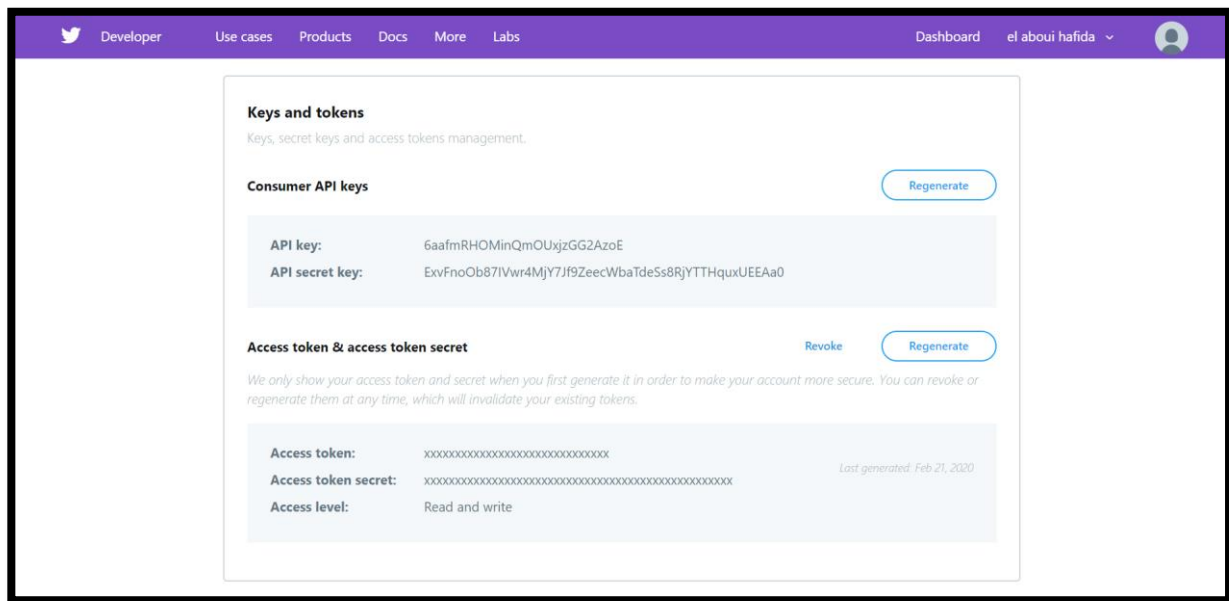 Developer Use cases Products Docs More Labs Dashboard el aboui hafida
Keys and tokens
Keys, secret keys and access tokens management.
Consumer API keys Regenerate
API key: 6aafmRHOMinQmOUxjzGG2AzoE
API secret key: ExvFnoOb87IVwr4MjY7Jf9ZeecWbaTdeSs8RjYTTHquxUEEAa0
Access token & access token secret Revoke Regenerate
We only show your access token and secret when you first generate it in order to make your account more secure. You can revoke or
regenerate them at any time, which will invalidate your existing tokens.
Access token: xxxxxxxxxxxxxxxxxxxxxxxxxxxxxx
Last generated: Feb 21, 2020
Access token secret: xxxxxxxxxxxxxxxxxxxxxxxxxxxxxxxxxxxxxxxxxxxxxxxxxx
Access level: Read and write